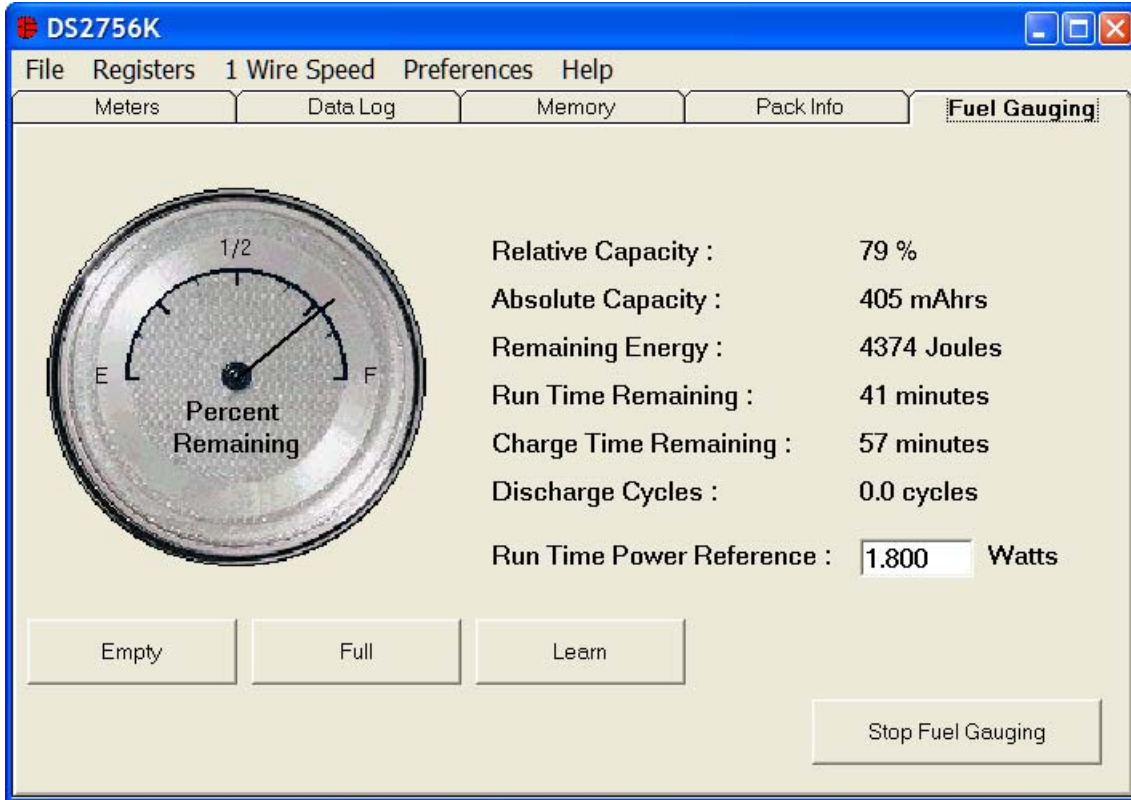 DS2756K
File Registers 1 Wire Speed Preferences Help
Meters Data Log Memory Pack Info Fuel Gauging
1/2
E F
Percent
Remaining
Relative Capacity : 79 %
Absolute Capacity : 405 mAhrs
Remaining Energy : 4374 Joules
Run Time Remaining : 41 minutes
Charge Time Remaining : 57 minutes
Discharge Cycles : 0.0 cycles
Run Time Power Reference : 1.800 Watts
Empty Full Learn
Stop Fuel Gauging